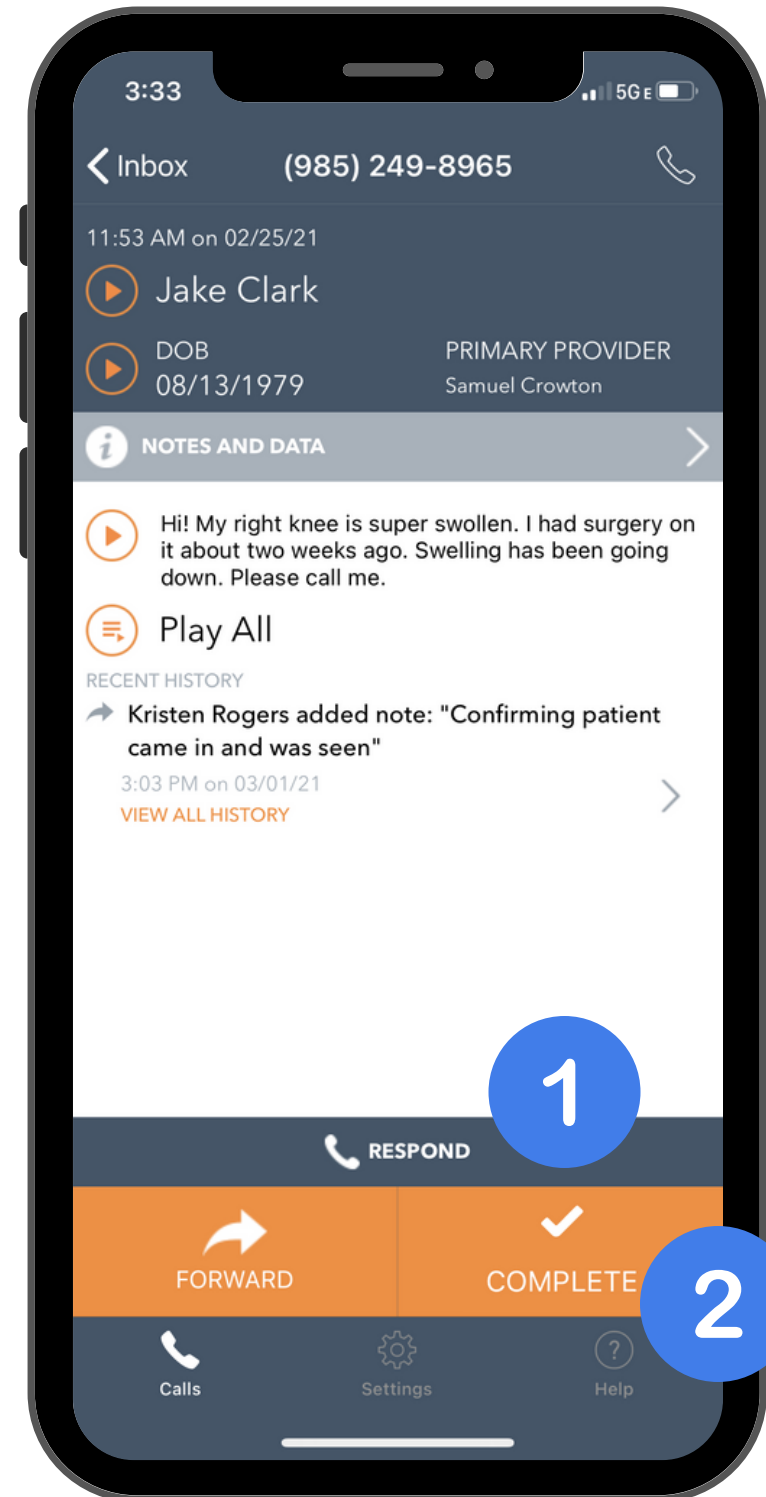 3:33
5G E
Inbox
(985) 249-8965
11:53 AM on 02/25/21
Jake Clark
DOB
PRIMARY PROVIDER
08/13/1979
Samuel Crowton
i
NOTES AND DATA
Hi! My right knee is super swollen. I had surgery on
it about two weeks ago. Swelling has been going
down. Please call me.
Play All
RECENT HISTORY
Kristen Rogers added note: "Confirming patient
came in and was seen"
3:03 PM on 03/01/21
VIEW ALL HISTORY
1
RESPOND
FORWARD
COMPLETE
2
?
Calls
Settings
Help